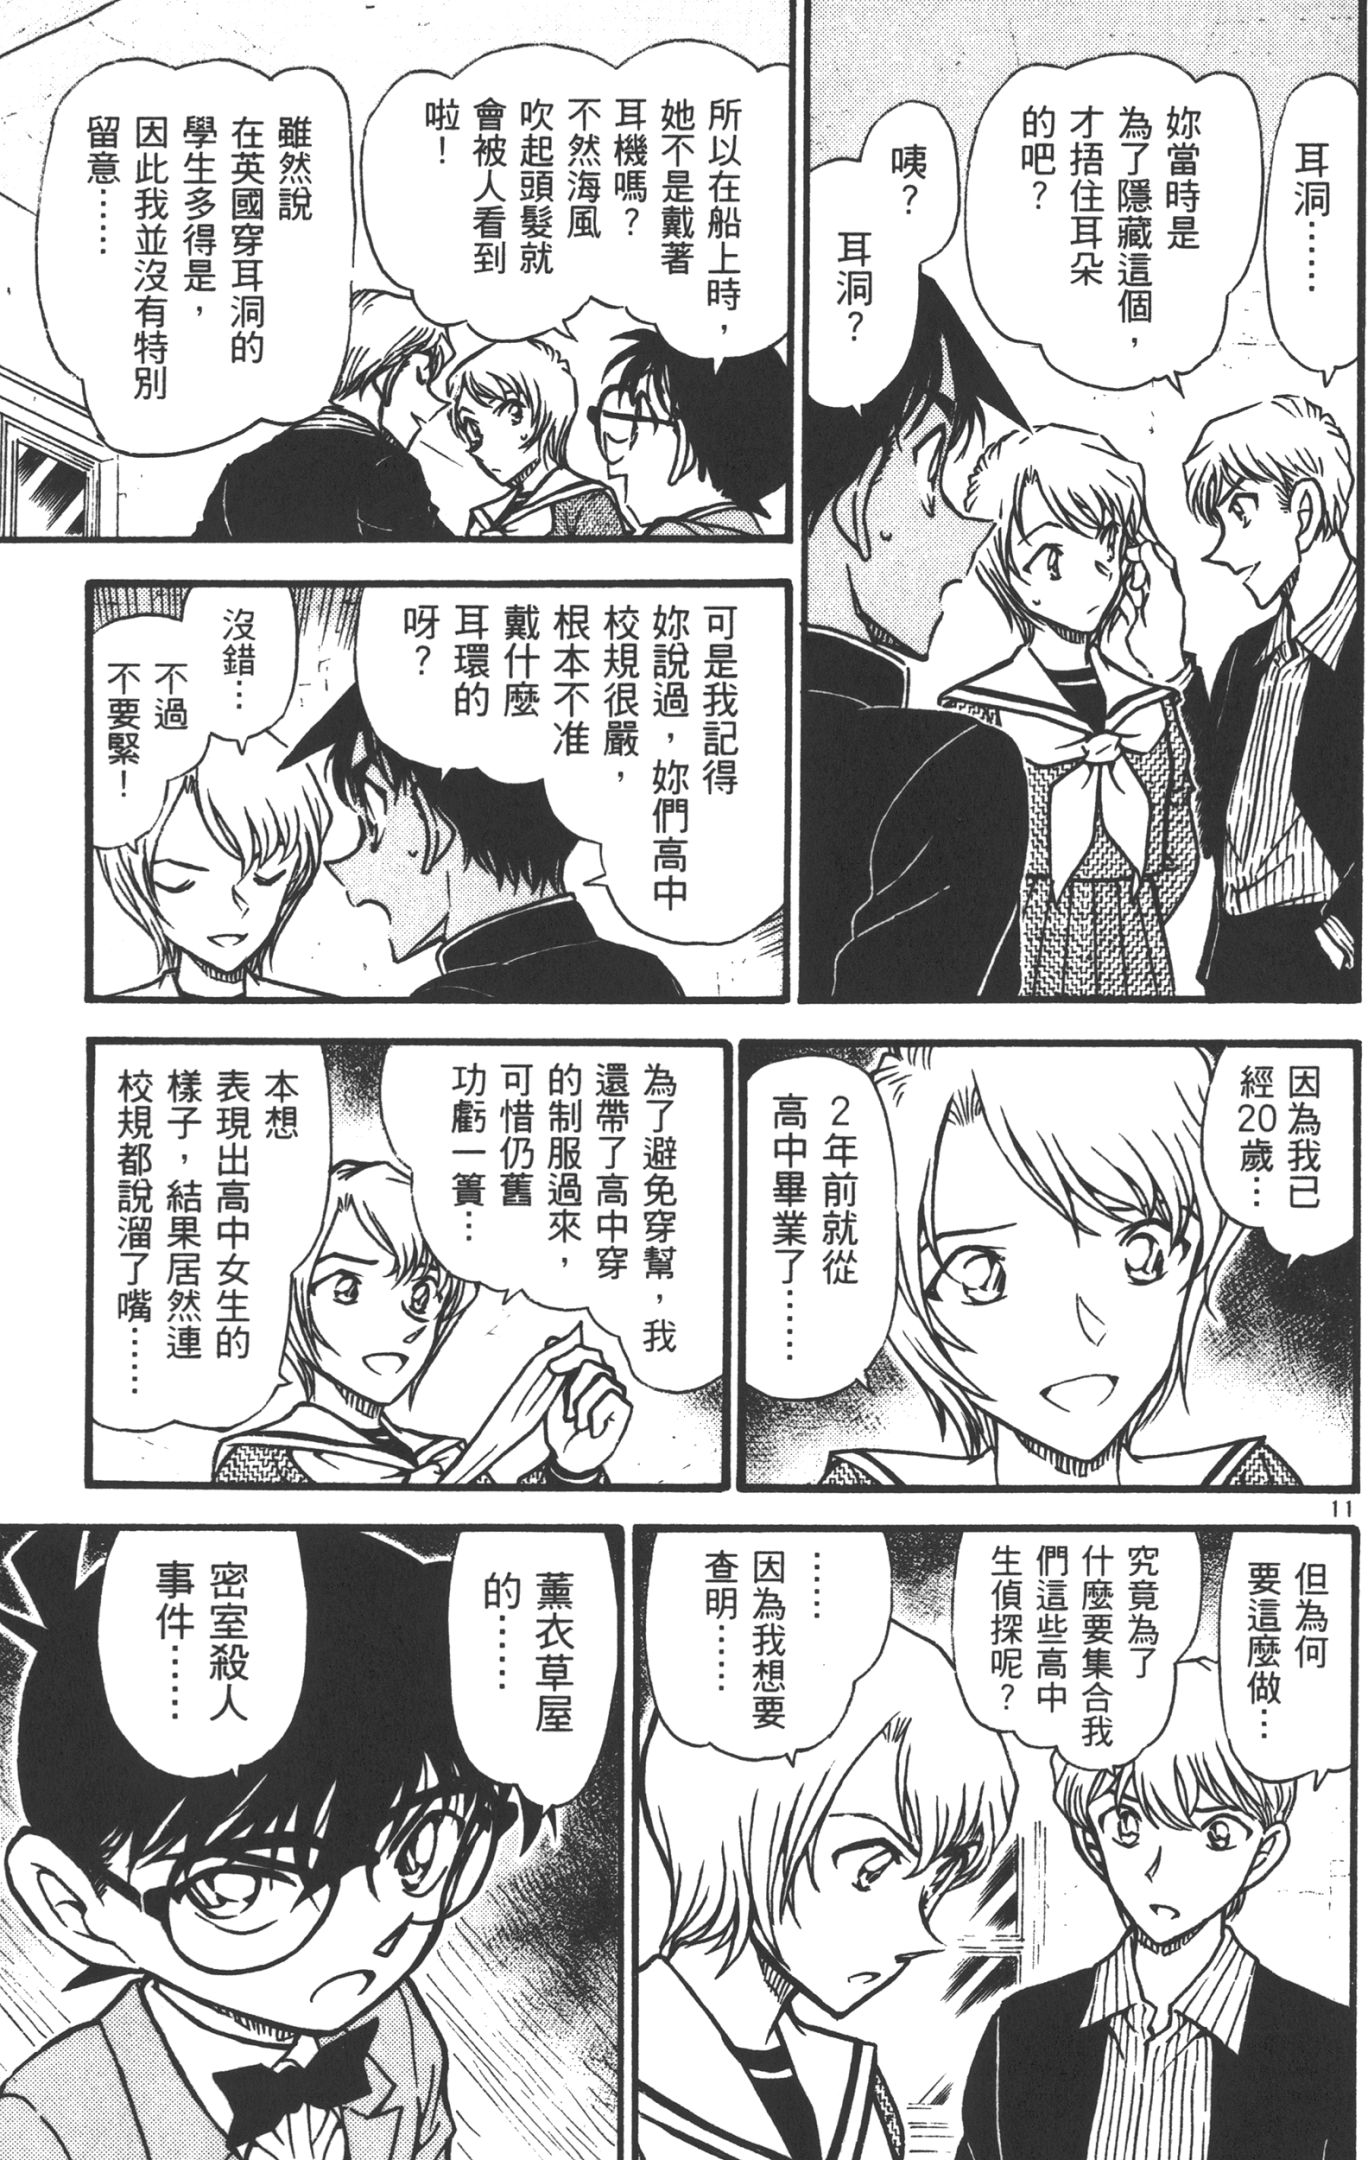 耳洞……
妳當時是
為了隱藏這個，
才捂住耳朵
的吧？
咦？
耳洞？
所以在船上時，
她不是戴著
耳機嗎？
不然海風
吹起頭髮就
會被人看到
啦！
雖然說
在英國穿耳洞的
學生多得是，
因此我並沒有特別
留意……
可是我記得
妳說過，妳們高中
校規很嚴，
根本不准
戴什麼
耳環的
呀？
沒錯…
不過
不要緊！
因為我已
經20歲…
2年前就從
高中畢業了……
為了避免穿幫，我
還帶了高中穿
的制服過來，
可惜仍舊
功虧一簣…
本想
表現出高中女生的
樣子，結果居然連
校規都說溜了嘴……
11
但為何
要這麼做…
究竟為了
什麼要集合我
們這些高中
生偵探呢？
……
因為我想要
查明……
薰衣草屋
的……
密室殺人
事件……